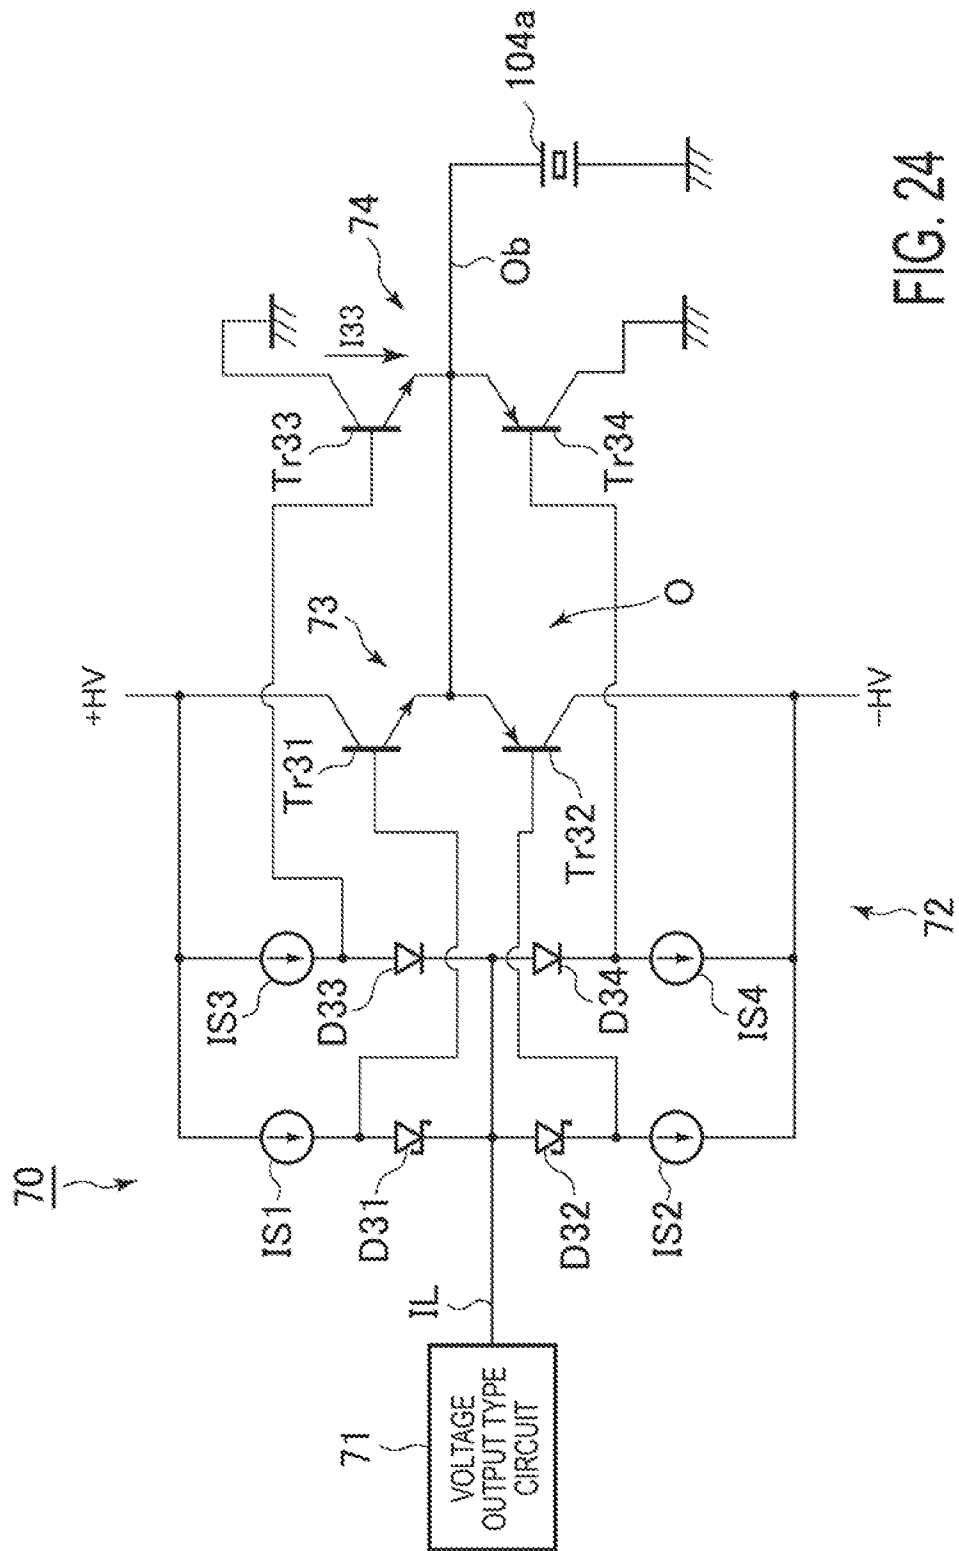 70
+HV
IS1
IS3
D31
D33
Tr31
Tr33
73
I33
74
104a
71
VOLTAGE
OUTPUT TYPE
CIRCUIT
IL
Ob
O
D32
D34
Tr32
Tr34
IS2
IS4
-HV
72
FIG. 24